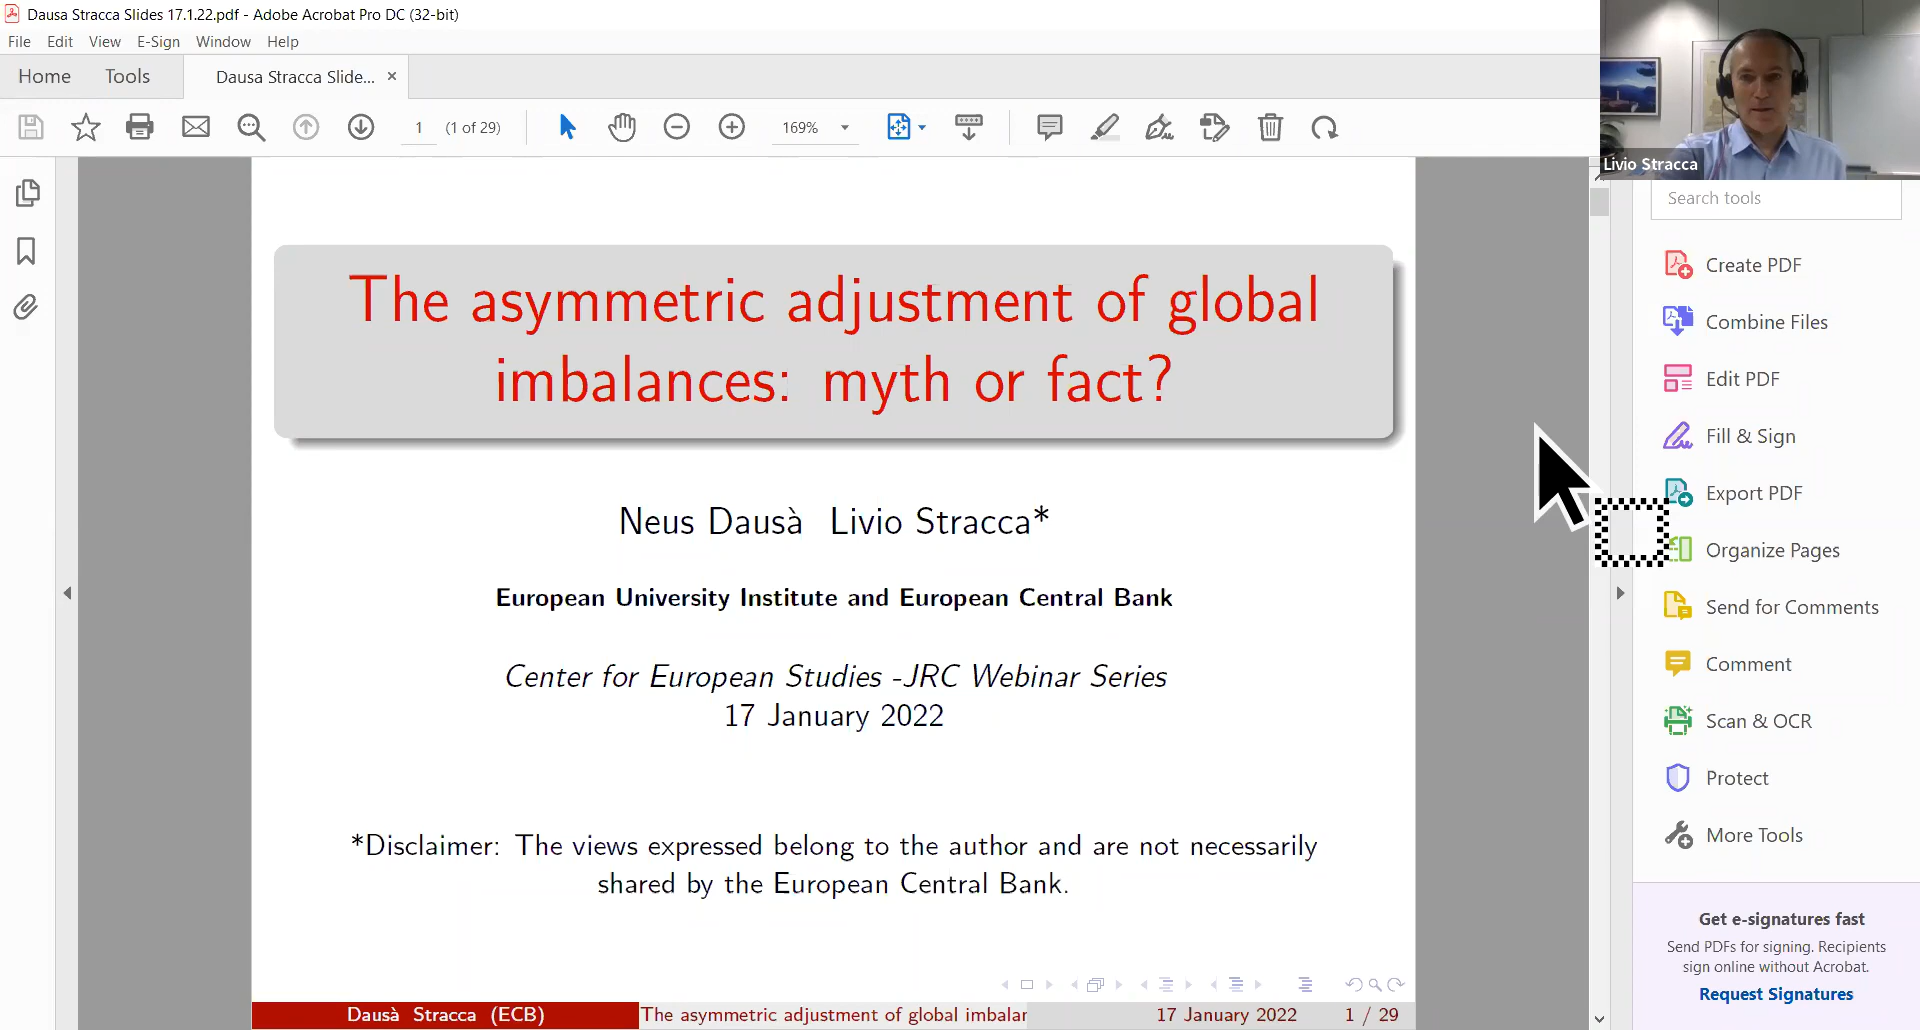 Dausa Stracca Slides 17.1.22.pdf - Adobe Acrobat Pro DC (32-bit)
File Edit View E-Sign Window Help
Home Tools Dausa Stracca Slide... ×
1 (1 of 29) 169%
Livio Stracca
Search tools
The asymmetric adjustment of global
imbalances: myth or fact?
Neus Dausà Livio Stracca*
European University Institute and European Central Bank
Center for European Studies -JRC Webinar Series
17 January 2022
*Disclaimer: The views expressed belong to the author and are not necessarily
shared by the European Central Bank.
Dausà Stracca (ECB) The asymmetric adjustment of global imbalan 17 January 2022 1 / 29
Create PDF
Combine Files
Edit PDF
Fill & Sign
Export PDF
Organize Pages
Send for Comments
Comment
Scan & OCR
Protect
More Tools
Get e-signatures fast
Send PDFs for signing. Recipients
sign online without Acrobat.
Request Signatures